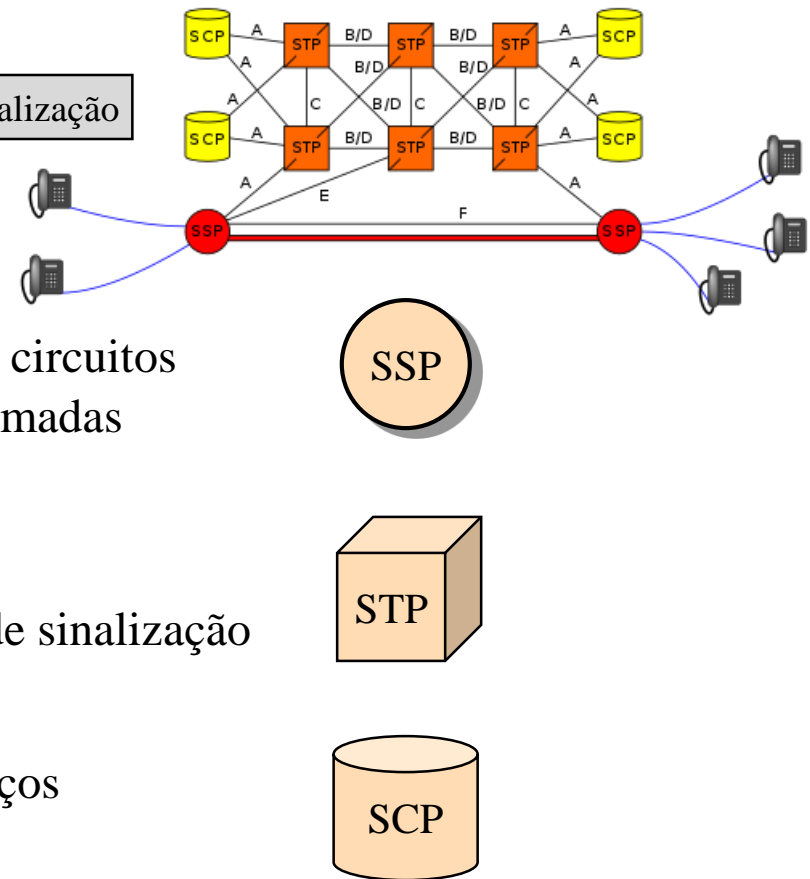 SCP A STP B/D STP B/D STP A SCP
A B/D B/D A
A C B/D C B/D C A
SCP A STP B/D STP B/D STP A SCP
alização
A E A
F
SSP SSP
circuitos
madas
SSP
de sinalização
STP
ços
SCP